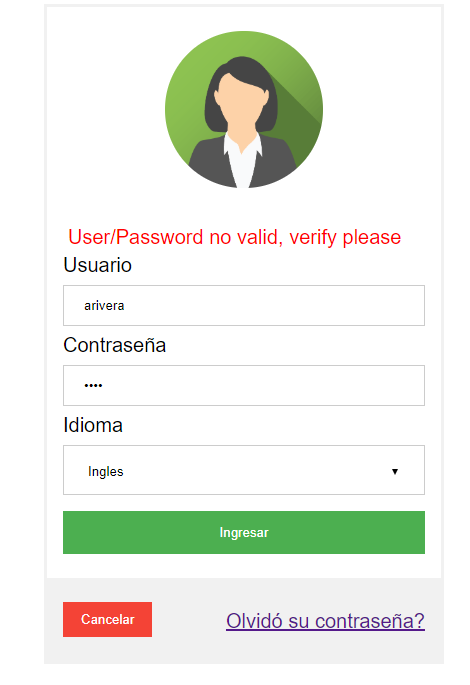 User/Password no valid, verify please
Usuario
arivera
Contraseña
••••
Idioma
Ingles
Ingresar
Cancelar
Olvidó su contraseña?